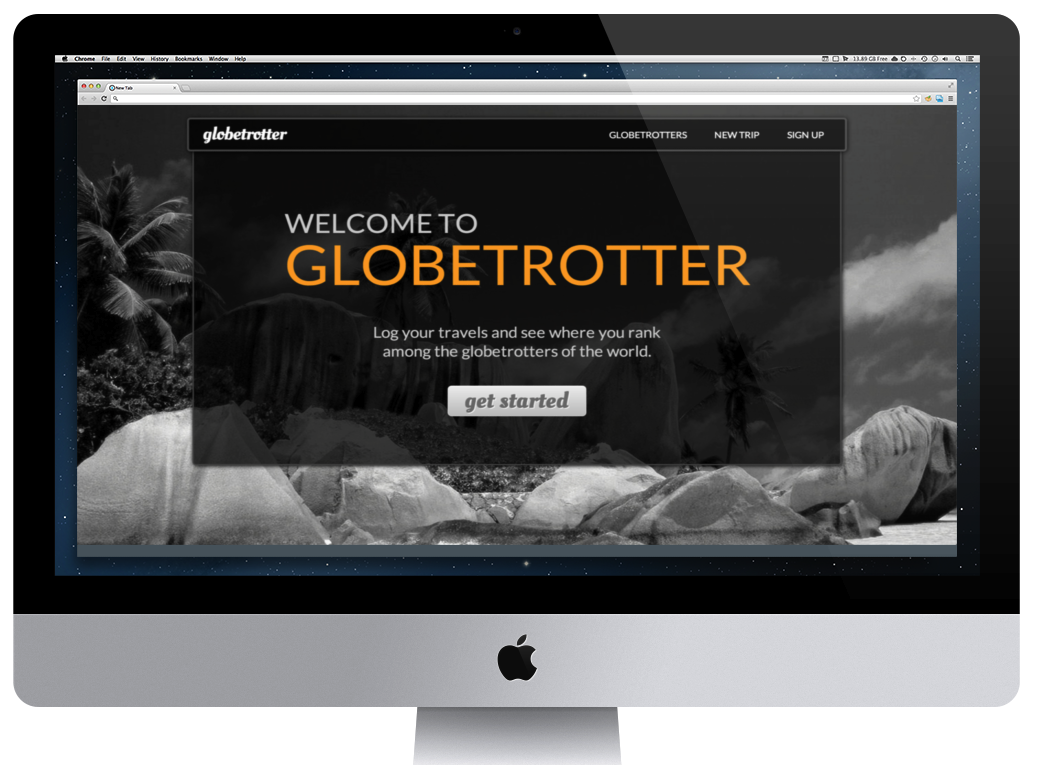 Chrome File Edit View History Bookmarks Window Help
13.89 GB Free
New Tab
globetrotter
GLOBETROTTERS NEW TRIP SIGN UP
WELCOME TO
GLOBETROTTER
Log your travels and see where you rank
among the globetrotters of the world.
get started